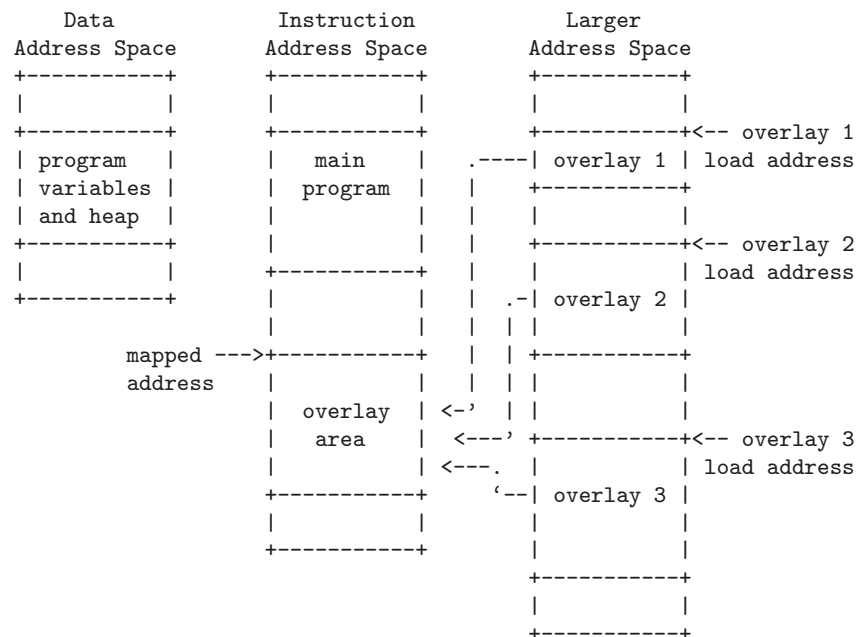 Data             Instruction            Larger
Address Space       Address Space        Address Space
+-----------+       +-----------+        +-----------+
|           |       |           |        |           |
+-----------+       +-----------+        +-----------+<-- overlay 1
| program   |       |   main    |   .----| overlay 1 | load address
| variables |       |  program  |   |    +-----------+
| and heap  |       |           |   |    |           |
+-----------+       |           |   |    +-----------+<-- overlay 2
|           |       +-----------+   |    |           | load address
+-----------+       |           |   |  .-| overlay 2 |
                    |           |   |  | |           |
         mapped --->+-----------+   |  | +-----------+
         address    |           |   |  | |           |
                    |  overlay  | <-'  | |           |
                    |   area    |  <---' +-----------+<-- overlay 3
                    |           | <---.  |           | load address
                    +-----------+     ‘--| overlay 3 |
                    |           |        |           |
                    +-----------+        |           |
                                         +-----------+
                                         |           |
                                         +-----------+